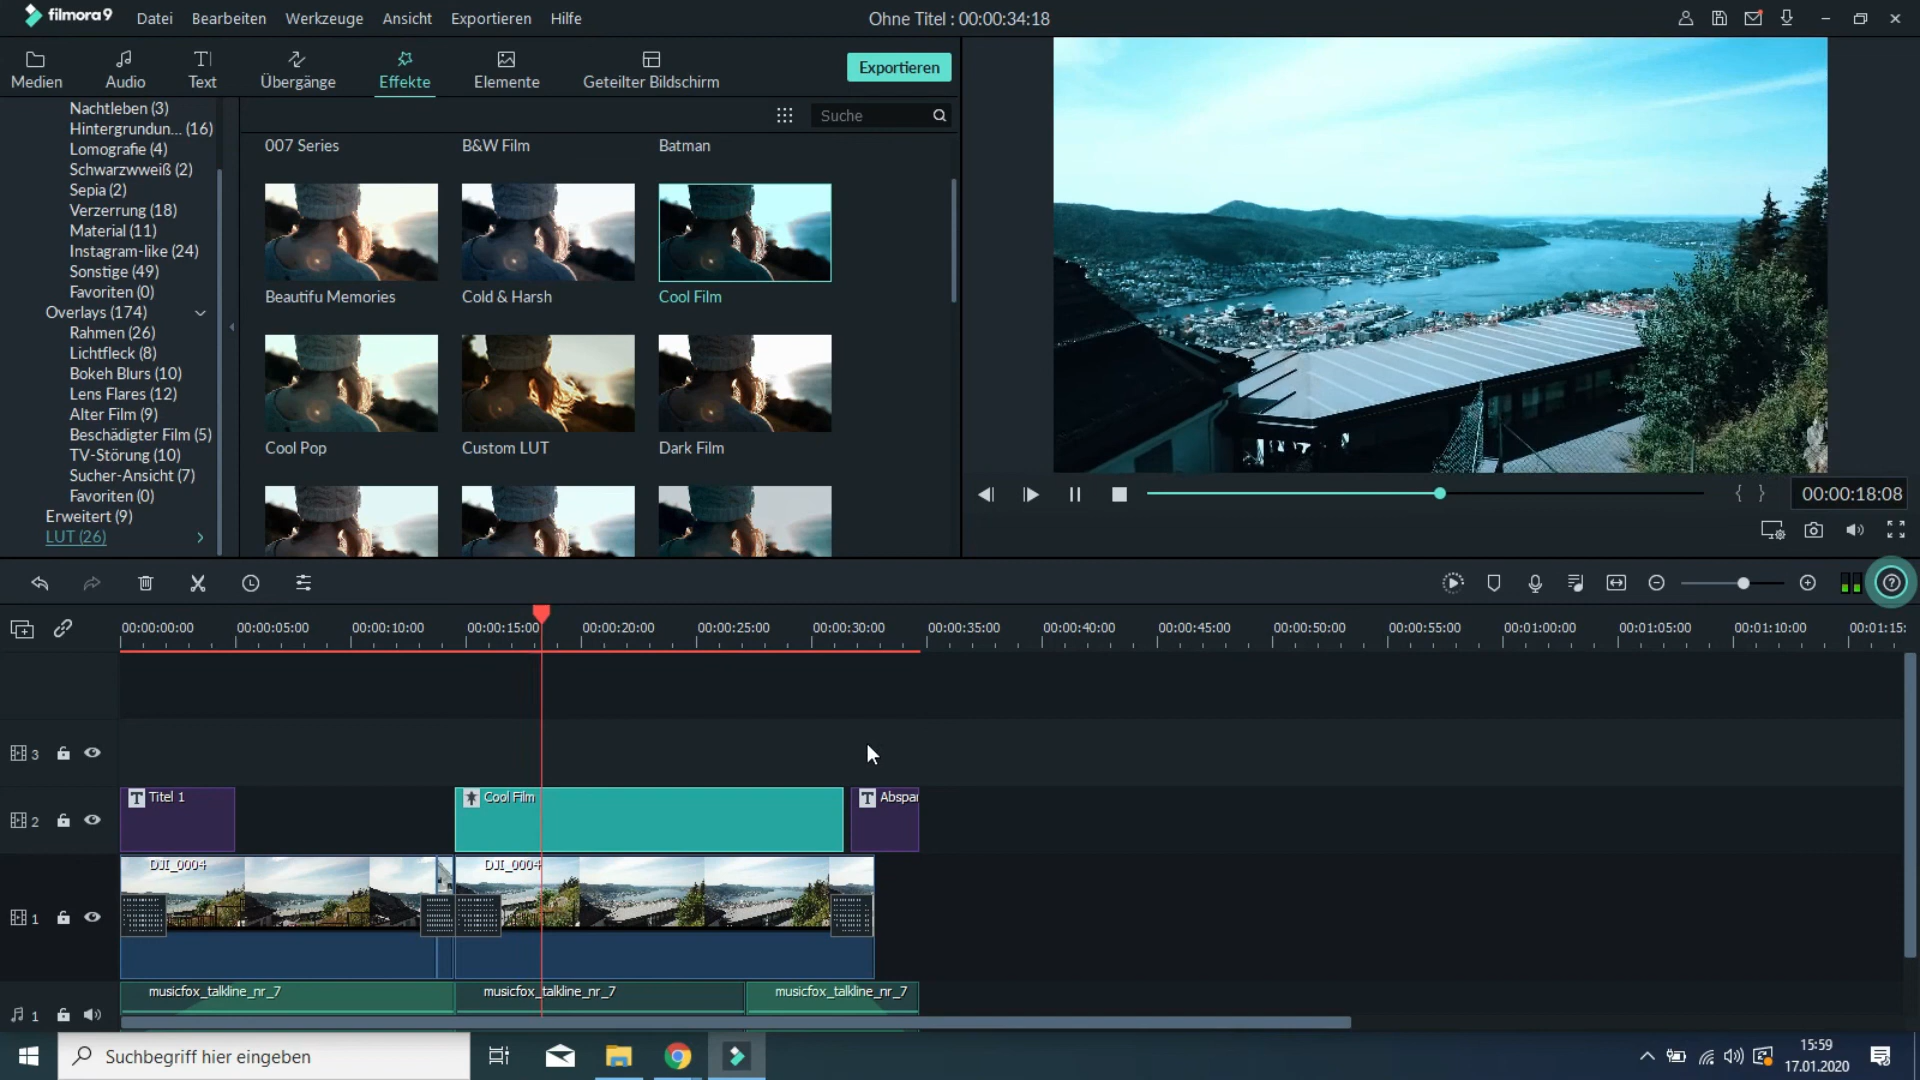 filmora9
Datei Bearbeiten Werkzeuge Ansicht Exportieren Hilfe
Ohne Titel : 00:00:34:18
Medien Audio Text Übergänge Effekte Elemente Geteilter Bildschirm
Exportieren
Nachtleben (3)
Hintergrundun... (16)
Lomografie (4)
Schwarzwweiß (2)
Sepia (2)
Verzerrung (18)
Material (11)
Instagram-like (24)
Sonstige (49)
Favoriten (0)
Overlays (174)
Rahmen (26)
Lichtfleck (8)
Bokeh Blurs (10)
Lens Flares (12)
Alter Film (9)
Beschädigter Film (5)
TV-Störung (10)
Sucher-Ansicht (7)
Favoriten (0)
Erweitert (9)
LUT (26)
Suche
007 Series B&W Film Batman
Beautifu Memories Cold & Harsh Cool Film
Cool Pop Custom LUT Dark Film
00:00:18:08
00:00:00:00 00:00:05:00 00:00:10:00 00:00:15:00 00:00:20:00 00:00:25:00 00:00:30:00 00:00:35:00 00:00:40:00 00:00:45:00 00:00:50:00 00:00:55:00 00:01:00:00 00:01:05:00 00:01:10:00 00:01:15:
3
2
T Titel 1
Cool Film
T Abspa
1
DJI_0004
DJI_0004
1
musicfox_talkline_nr_7
musicfox_talkline_nr_7
musicfox_talkline_nr_7
Suchbegriff hier eingeben
15:59
17.01.2020